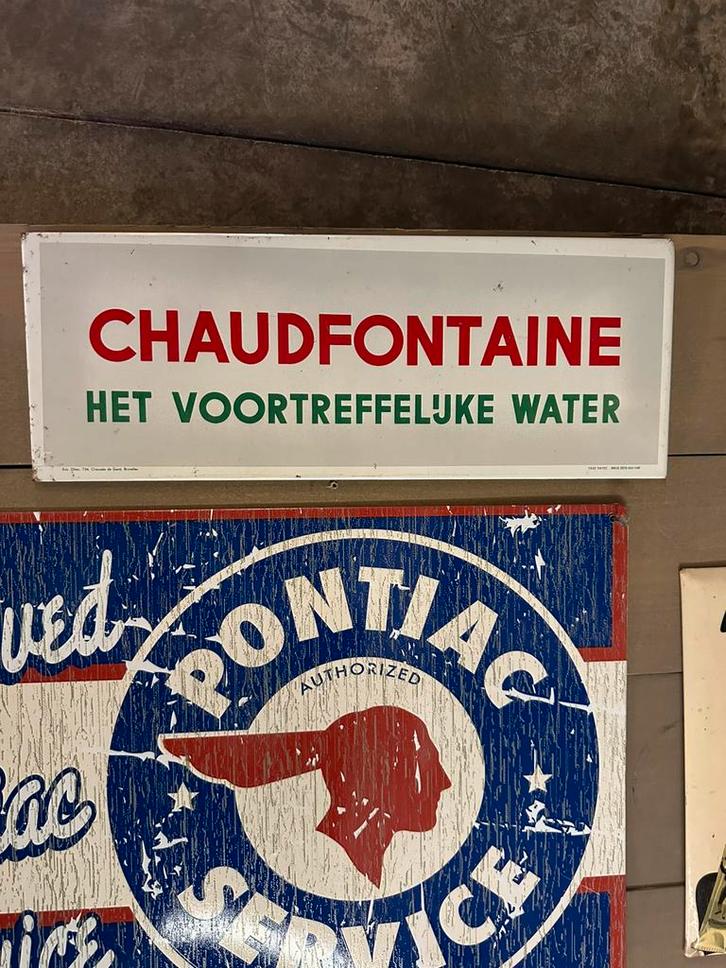 CHAUDFONTAINE
HET VOORTREFFELIJKE WATER
PONTIAC
AUTHORIZED
SERVICE